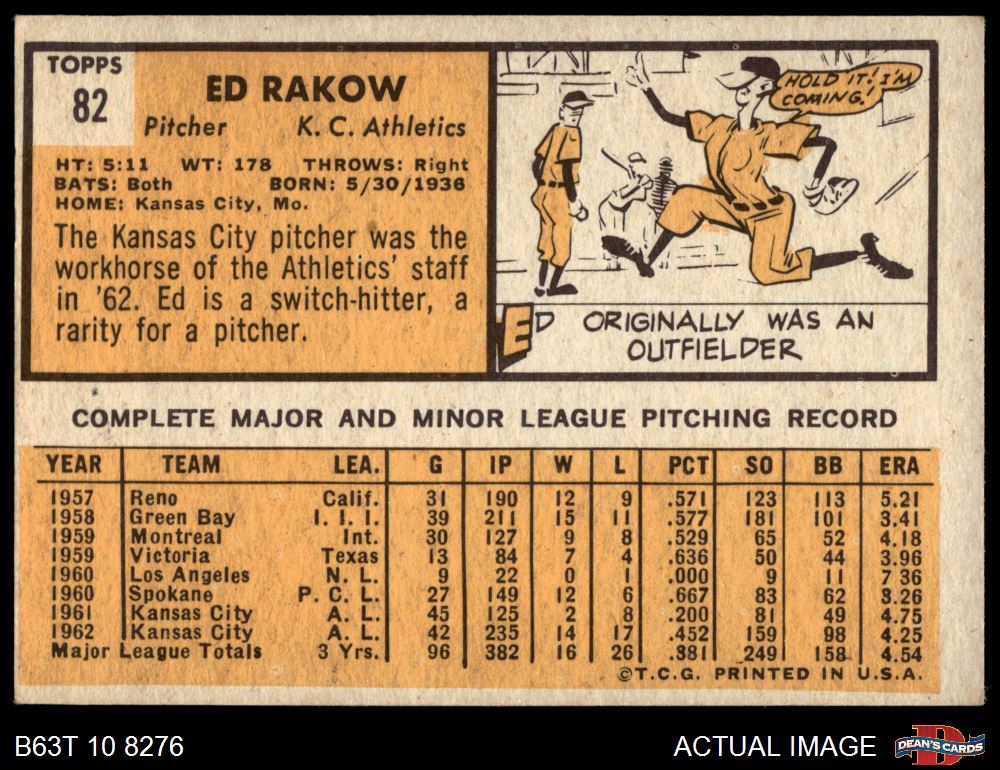 TOPPS
82
ED RAKOW
Pitcher K. C. Athletics
HT: 5:11 WT: 178 THROWS: Right
BATS: Both BORN: 5/30/1936
HOME: Kansas City, Mo.
The Kansas City pitcher was the
workhorse of the Athletics' staff
in '62. Ed is a switch-hitter, a
rarity for a pitcher.
HOLD IT! I'M
COMING!
ED ORIGINALLY WAS AN
OUTFIELDER
COMPLETE MAJOR AND MINOR LEAGUE PITCHING RECORD
YEAR TEAM LEA. G IP W L PCT SO BB ERA
1957 Reno Calif. 31 190 12 9 .571 123 113 5.21
1958 Green Bay I. I. I. 39 211 15 11 .577 181 101 3.41
1959 Montreal Int. 30 127 9 8 .529 65 52 4.18
1959 Victoria Texas 13 84 7 4 .636 50 44 3.96
1960 Los Angeles N. L. 9 22 0 1 .000 9 11 7 36
1960 Spokane P. C. L. 27 149 12 6 .667 83 62 3.26
1961 Kansas City A. L. 45 125 2 8 .200 81 49 4.75
1962 Kansas City A. L. 42 235 14 17 .452 159 98 4.25
Major League Totals 3 Yrs. 96 382 16 26 .381 249 158 4.54
©T.C.G. PRINTED IN U.S.A.
B63T 10 8276 ACTUAL IMAGE
D
DEAN'S CARDS